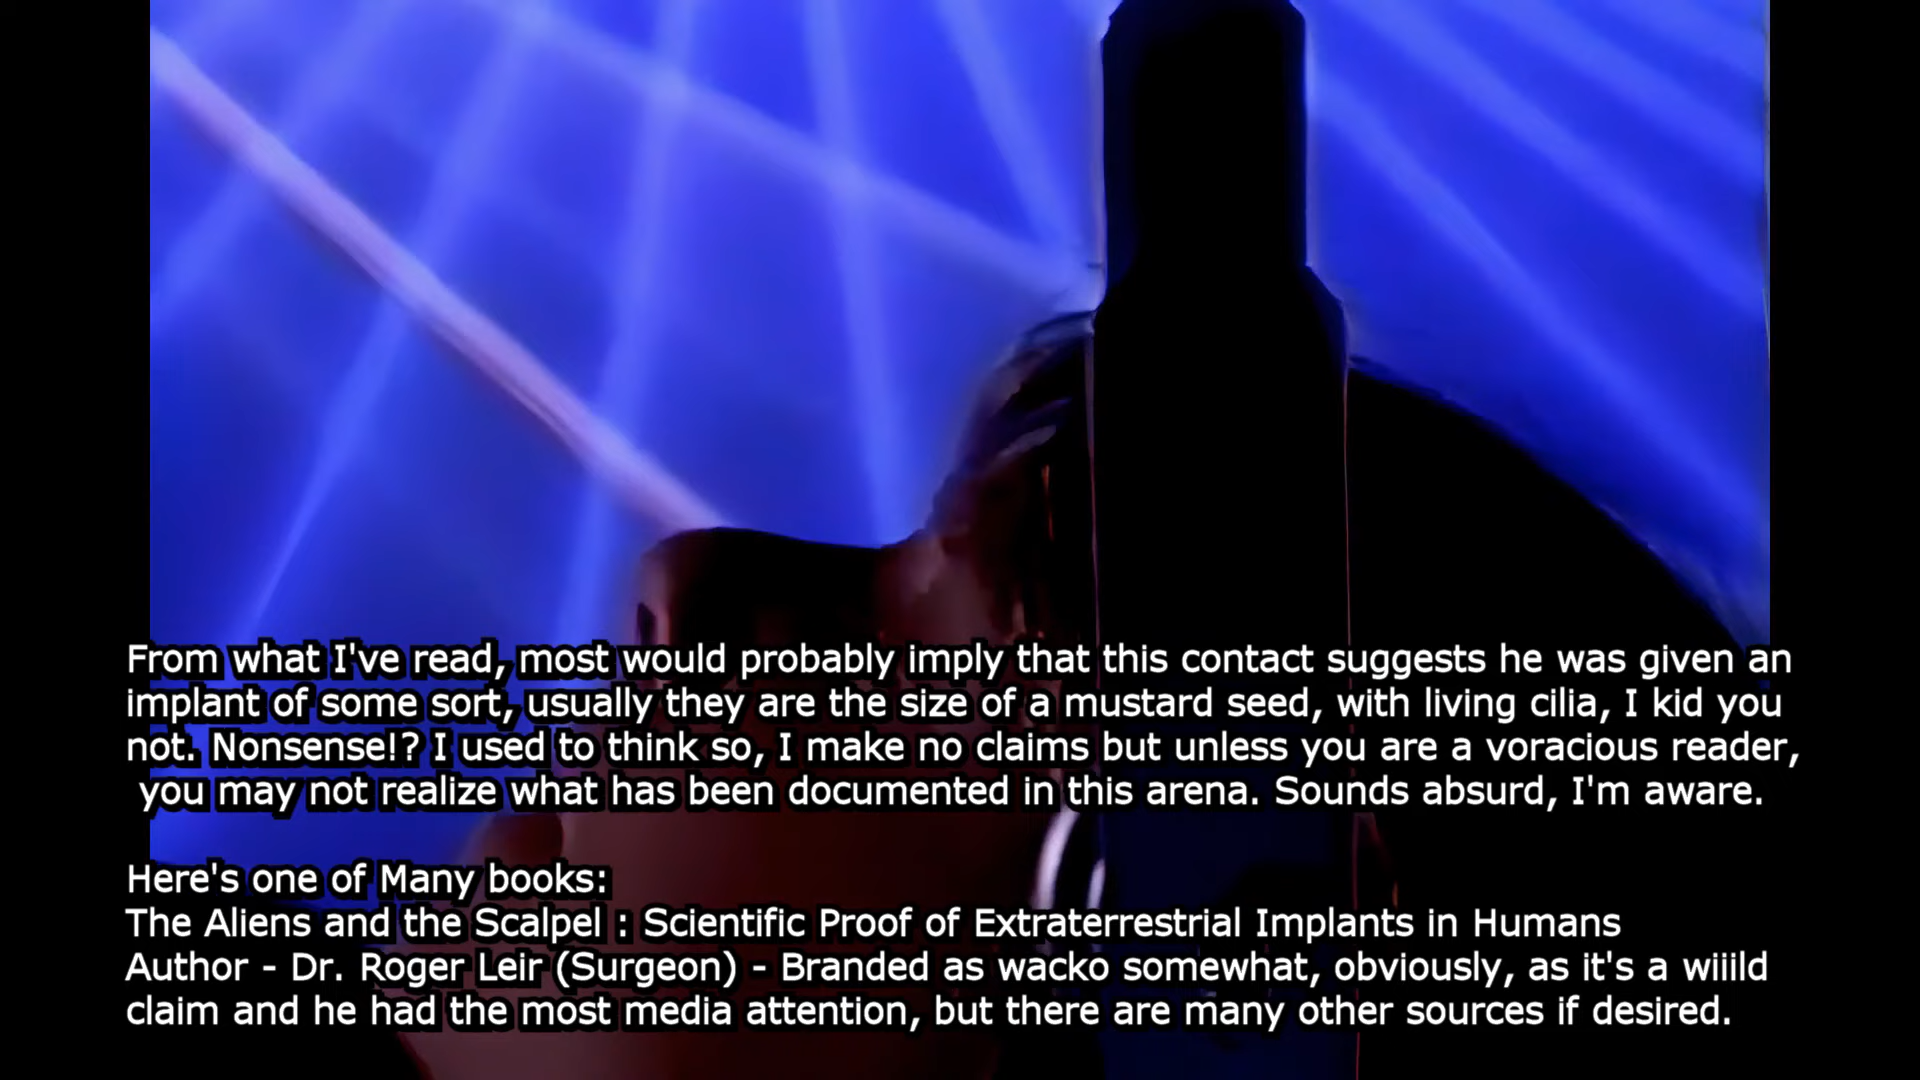 From what I've read, most would probably imply that this contact suggests he was given an
implant of some sort, usually they are the size of a mustard seed, with living cilia, I kid you
not. Nonsense!? I used to think so, I make no claims but unless you are a voracious reader,
you may not realize what has been documented in this arena. Sounds absurd, I'm aware.
Here's one of Many books:
The Aliens and the Scalpel : Scientific Proof of Extraterrestrial Implants in Humans
Author - Dr. Roger Leir (Surgeon) - Branded as wacko somewhat, obviously, as it's a wiiild
claim and he had the most media attention, but there are many other sources if desired.